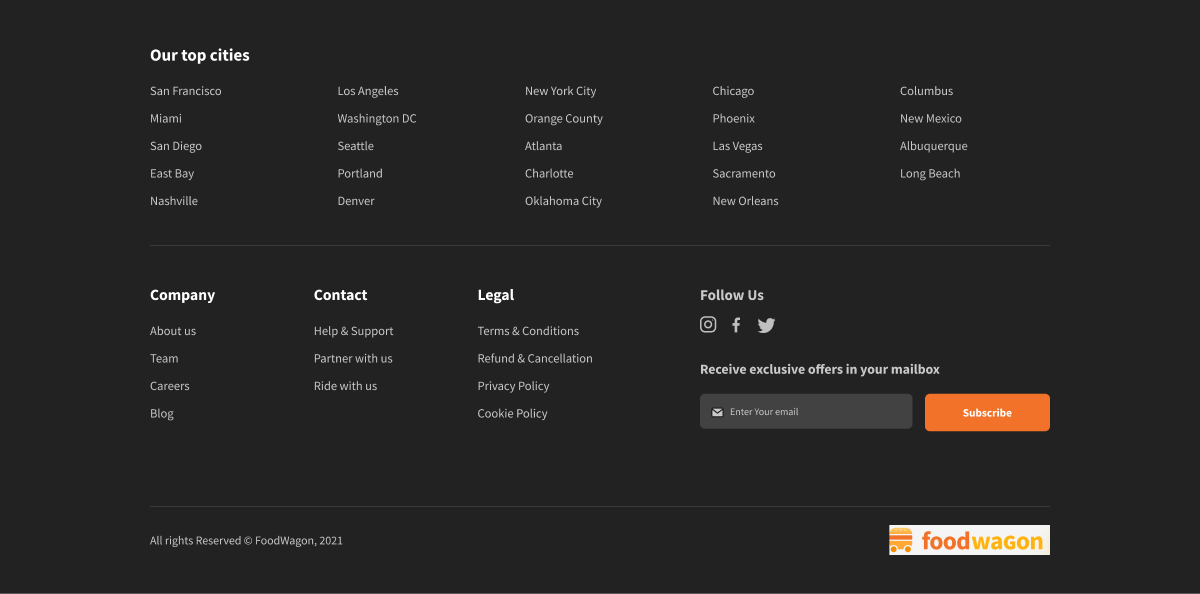 Our top cities
San Francisco
Los Angeles
New York City
Chicago
Columbus
Miami
Washington DC
Orange County
Phoenix
New Mexico
San Diego
Seattle
Atlanta
Las Vegas
Albuquerque
East Bay
Portland
Charlotte
Sacramento
Long Beach
Nashville
Denver
Oklahoma City
New Orleans
Company
About us
Team
Careers
Blog
Contact
Help & Support
Partner with us
Ride with us
Legal
Terms & Conditions
Refund & Cancellation
Privacy Policy
Cookie Policy
Follow Us
Receive exclusive offers in your mailbox
Enter Your email
Subscribe
All rights Reserved © FoodWagon, 2021
foodwagon